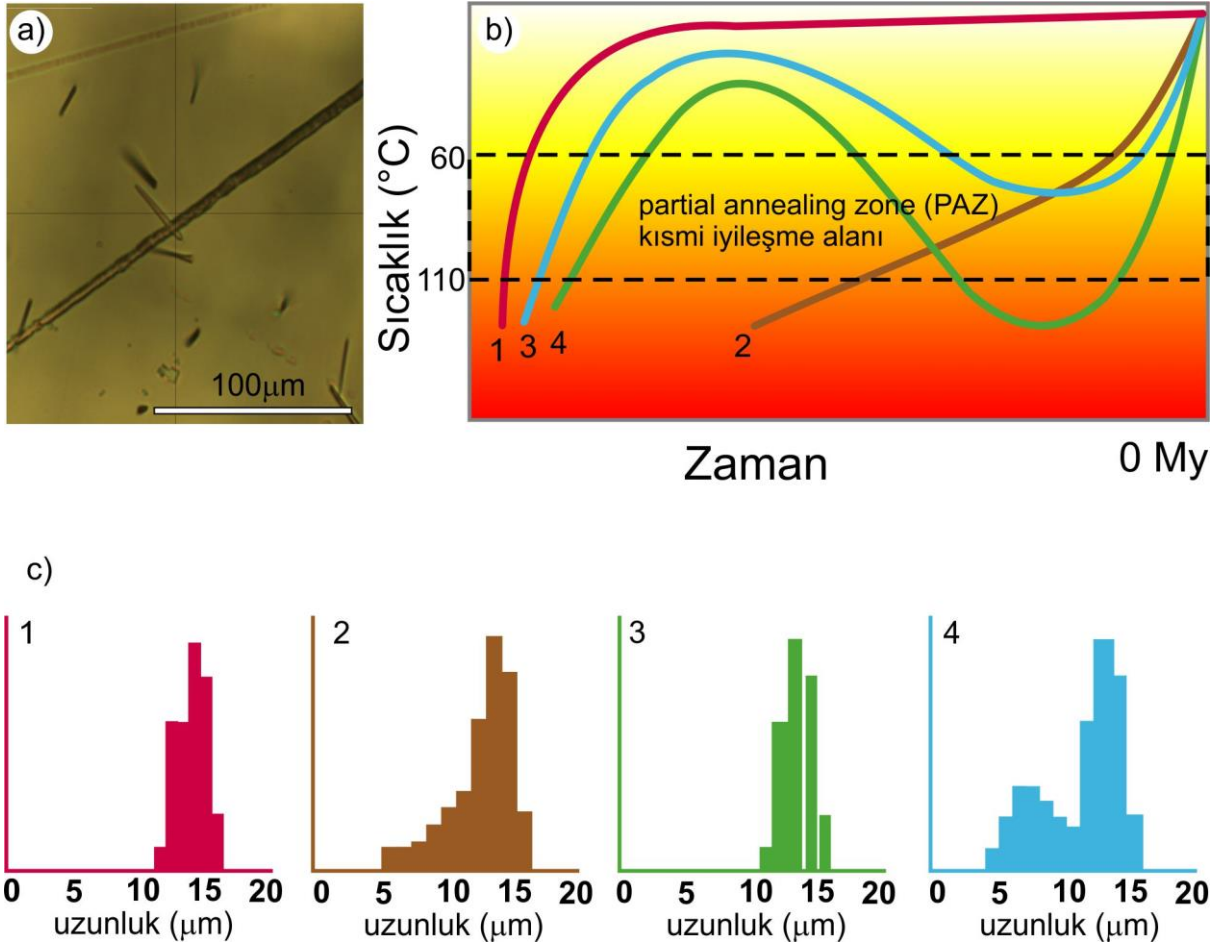 a)
100μm
b)
Sıcaklık (°C)
60
110
partial annealing zone (PAZ)
kısmi iyileşme alanı
1
3
4
2
Zaman
0 My
c)
1
0 5 10 15 20
uzunluk (μm)
2
0 5 10 15 20
uzunluk (μm)
3
0 5 10 15 20
uzunluk (μm)
4
0 5 10 15 20
uzunluk (μm)